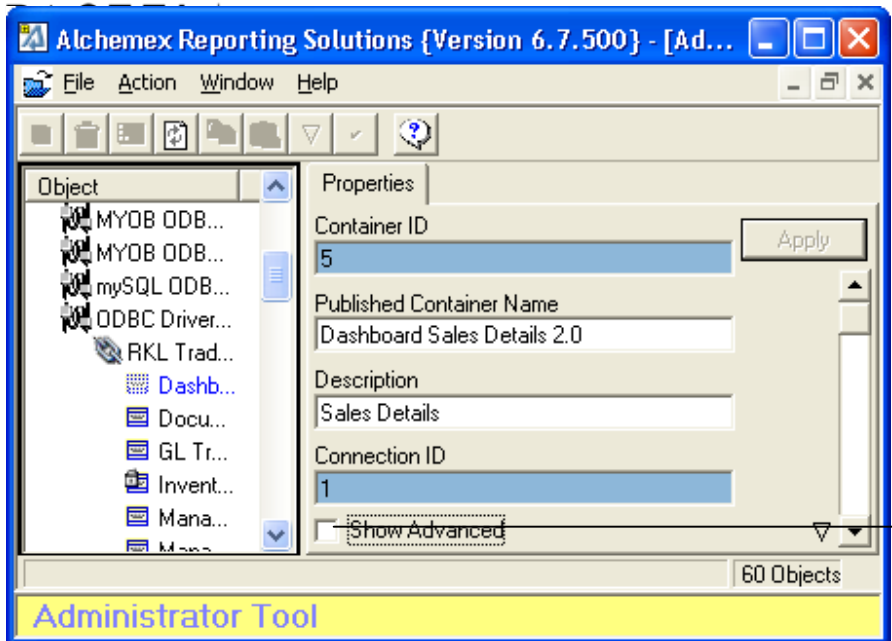 Alchemex Reporting Solutions {Version 6.7.500} - [Ad...
File Action Window Help
Object
MYOB ODB...
MYOB ODB...
mySQL ODB...
ODBC Driver...
RKL Trad...
Dashb...
Docu...
GL Tr...
Invent...
Mana...
Properties
Container ID
5
Apply
Published Container Name
Dashboard Sales Details 2.0
Description
Sales Details
Connection ID
1
Show Advanced
60 Objects
Administrator Tool